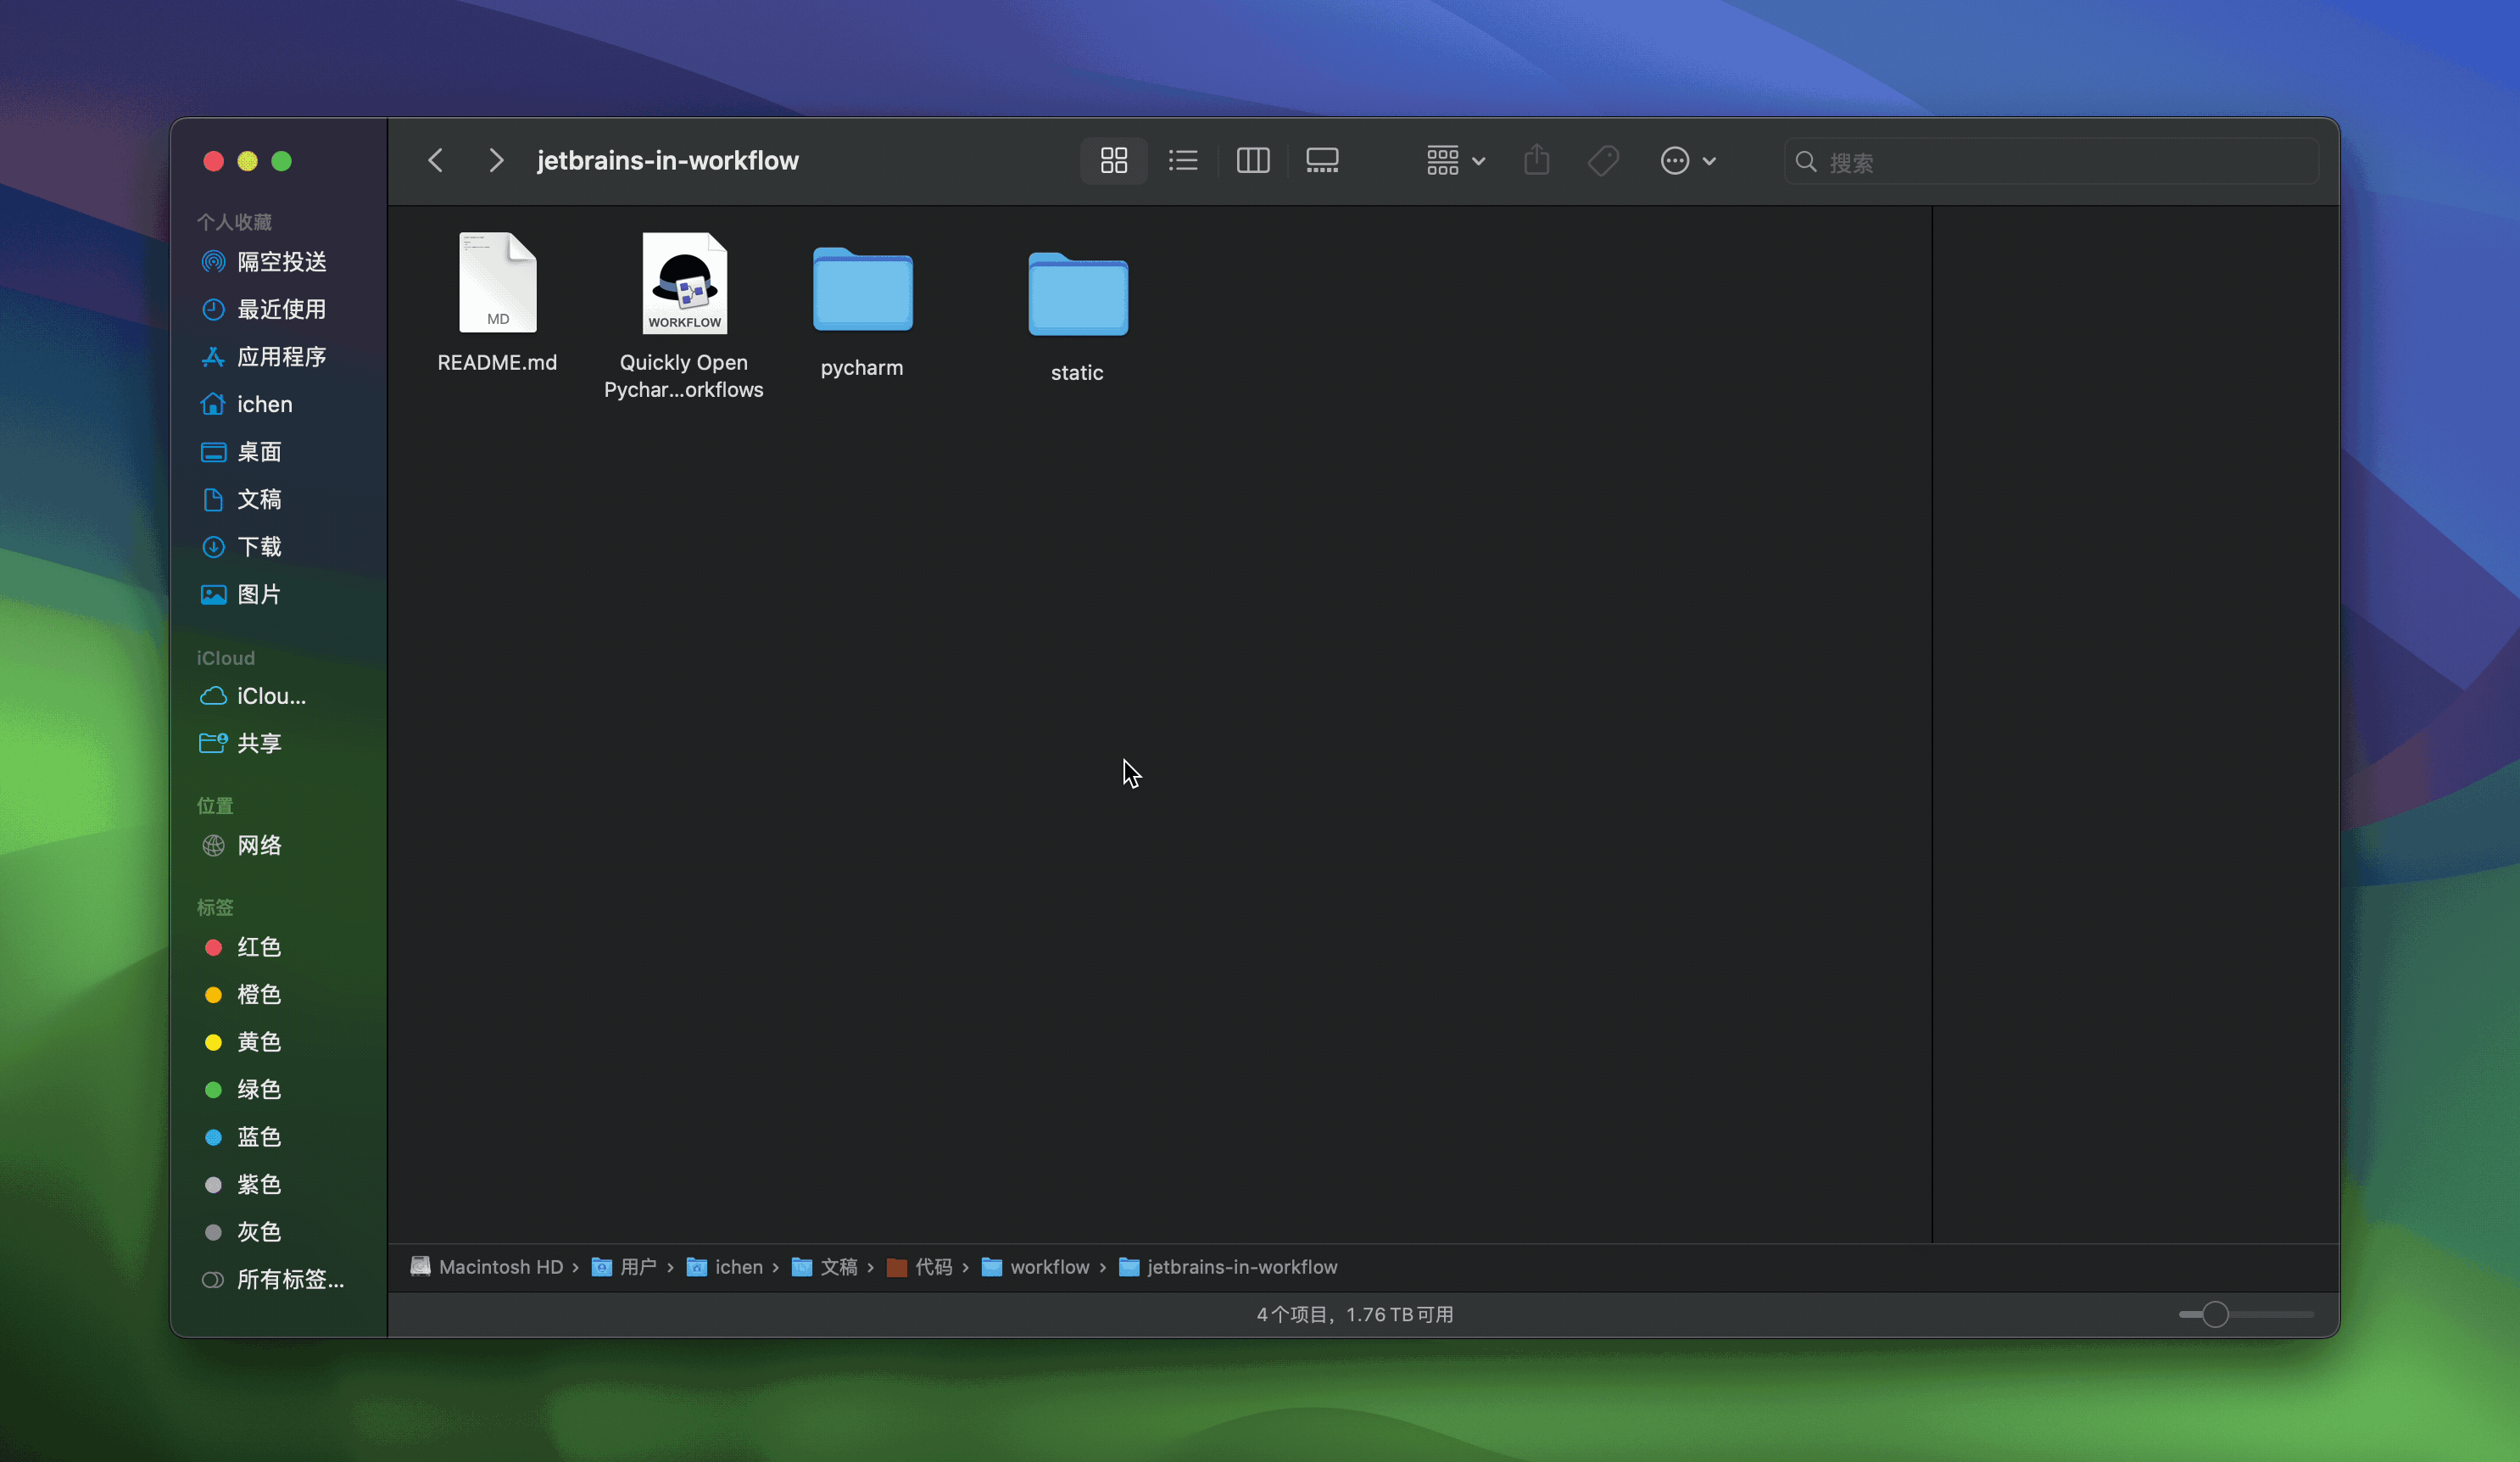 jetbrains-in-workflow
搜索
个人收藏
隔空投送
最近使用
应用程序
ichen
桌面
文稿
下载
图片
iCloud
iClou...
共享
位置
网络
标签
红色
橙色
黄色
绿色
蓝色
紫色
灰色
所有标签...
MD
README.md
WORKFLOW
Quickly Open
Pychar...orkflows
pycharm
static
Macintosh HD › 用户 › ichen › 文稿 › 代码 › workflow › jetbrains-in-workflow
4个项目，1.76 TB可用